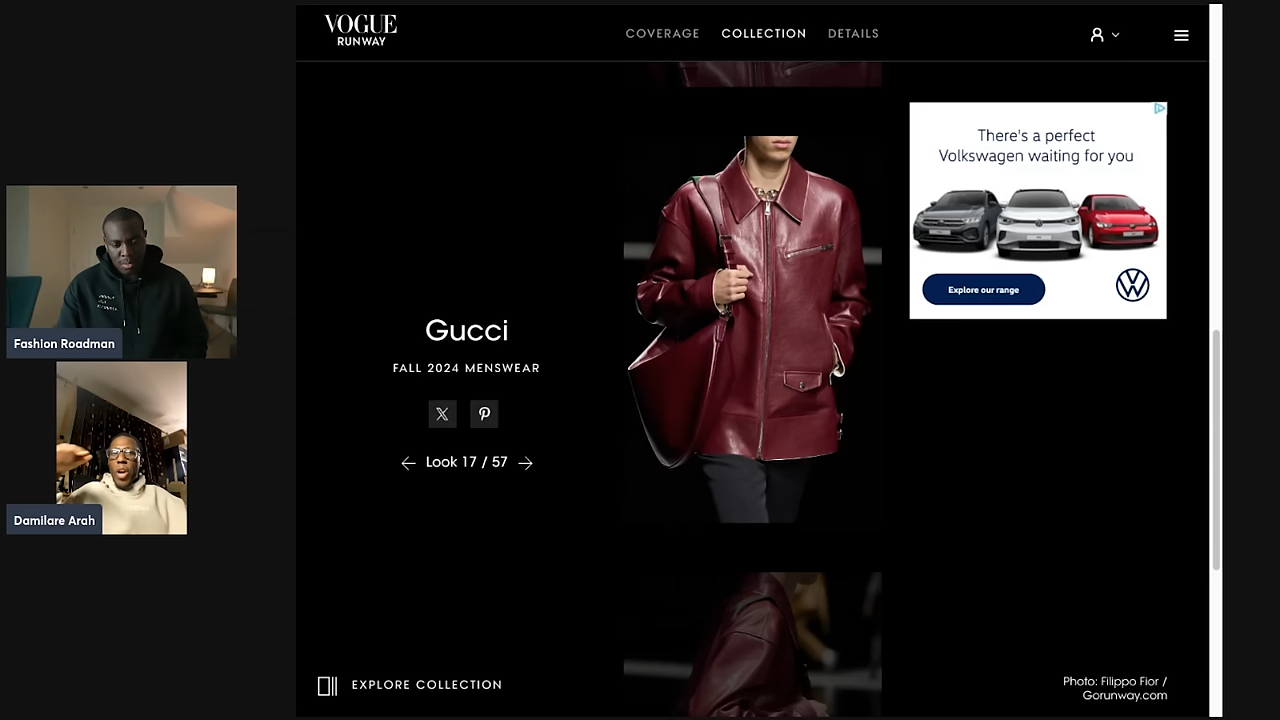 VOGUE
RUNWAY
COVERAGE
COLLECTION
DETAILS
There's a perfect
Volkswagen waiting for you
Explore our range
Fashion Roadman
Damilare Arah
Gucci
FALL 2024 MENSWEAR
Look 17 / 57
EXPLORE COLLECTION
Photo: Filippo Fior /
Gorunway.com